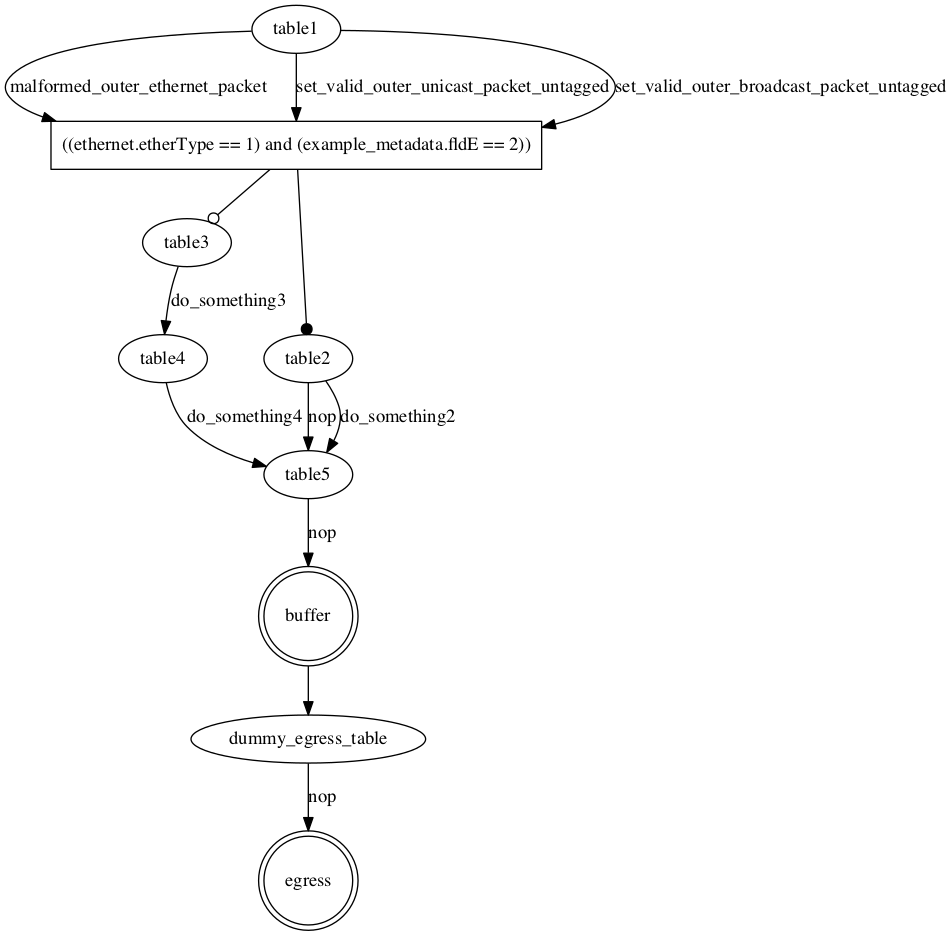 table1
malformed_outer_ethernet_packet
set_valid_outer_unicast_packet_untagged
set_valid_outer_broadcast_packet_untagged
((ethernet.etherType == 1) and (example_metadata.fldE == 2))
table3
do_something3
table4
table2
do_something4
nop
do_something2
table5
nop
buffer
dummy_egress_table
nop
egress